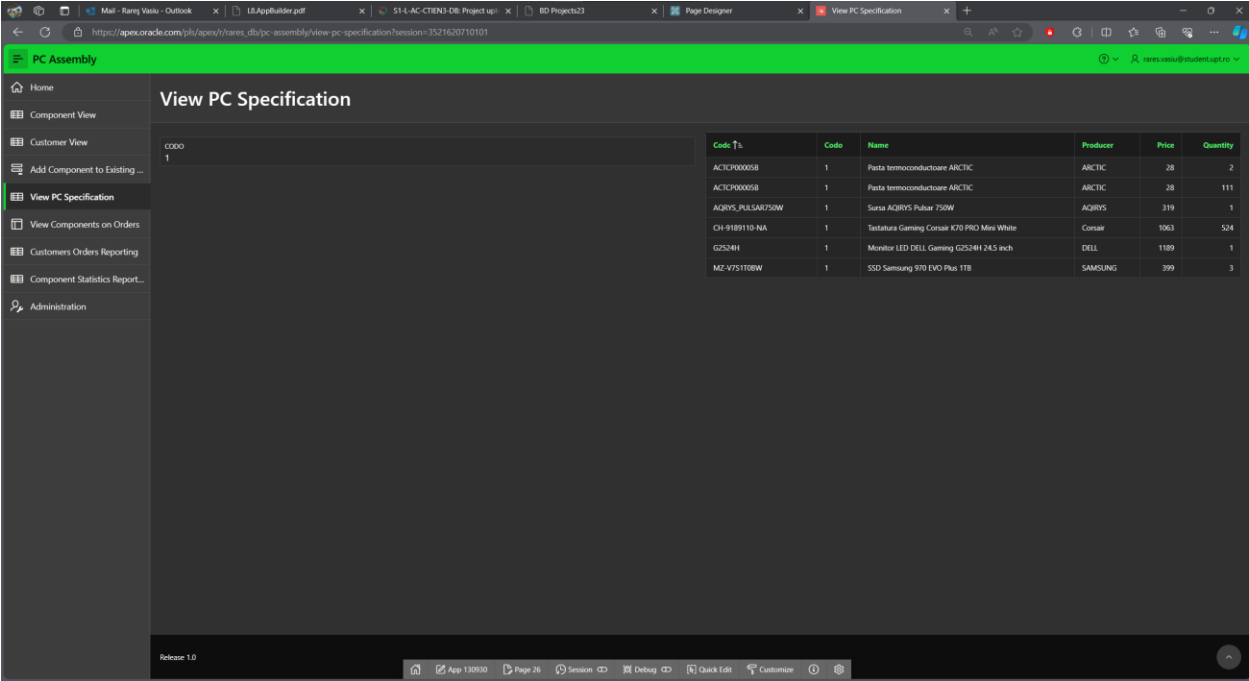 Mail - Rareș Vasiu - Outlook
L8.AppBuilder.pdf
S1-L-AC-CTIEN3-DB: Project upl
BD Projects23
Page Designer
View PC Specification
https://apex.oracle.com/pls/apex/r/rares_db/pc-assembly/view-pc-specification?session=3521620710101
PC Assembly
rares.vasiu@student.upt.ro
Home
Component View
Customer View
Add Component to Existing ...
View PC Specification
View Components on Orders
Customers Orders Reporting
Component Statistics Report...
Administration
View PC Specification
CODO
1
Codc Codo Name Producer Price Quantity
ACTCP00005B 1 Pasta termoconductoare ARCTIC ARCTIC 28 2
ACTCP00005B 1 Pasta termoconductoare ARCTIC ARCTIC 28 111
AQRYS_PULSAR750W 1 Sursa AQIRYS Pulsar 750W AQIRYS 319 1
CH-9189110-NA 1 Tastatura Gaming Corsair K70 PRO Mini White Corsair 1063 524
G2524H 1 Monitor LED DELL Gaming G2524H 24.5 inch DELL 1189 1
MZ-V7S1T0BW 1 SSD Samsung 970 EVO Plus 1TB SAMSUNG 399 3
Release 1.0
App 130930 Page 26 Session Debug Quick Edit Customize